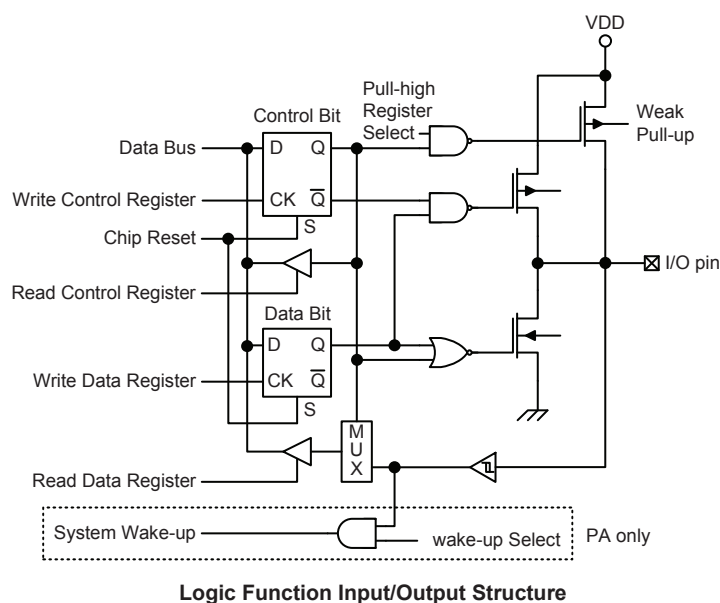 VDD
Pull-high
Register
Select
Control Bit
Weak
Pull-up
Data Bus
D
Q
Write Control Register
CK
Q̅
Chip Reset
S
I/O pin
Read Control Register
Data Bit
D
Q
Write Data Register
CK
Q̅
S
M
U
X
Read Data Register
System Wake-up
wake-up Select
PA only
Logic Function Input/Output Structure